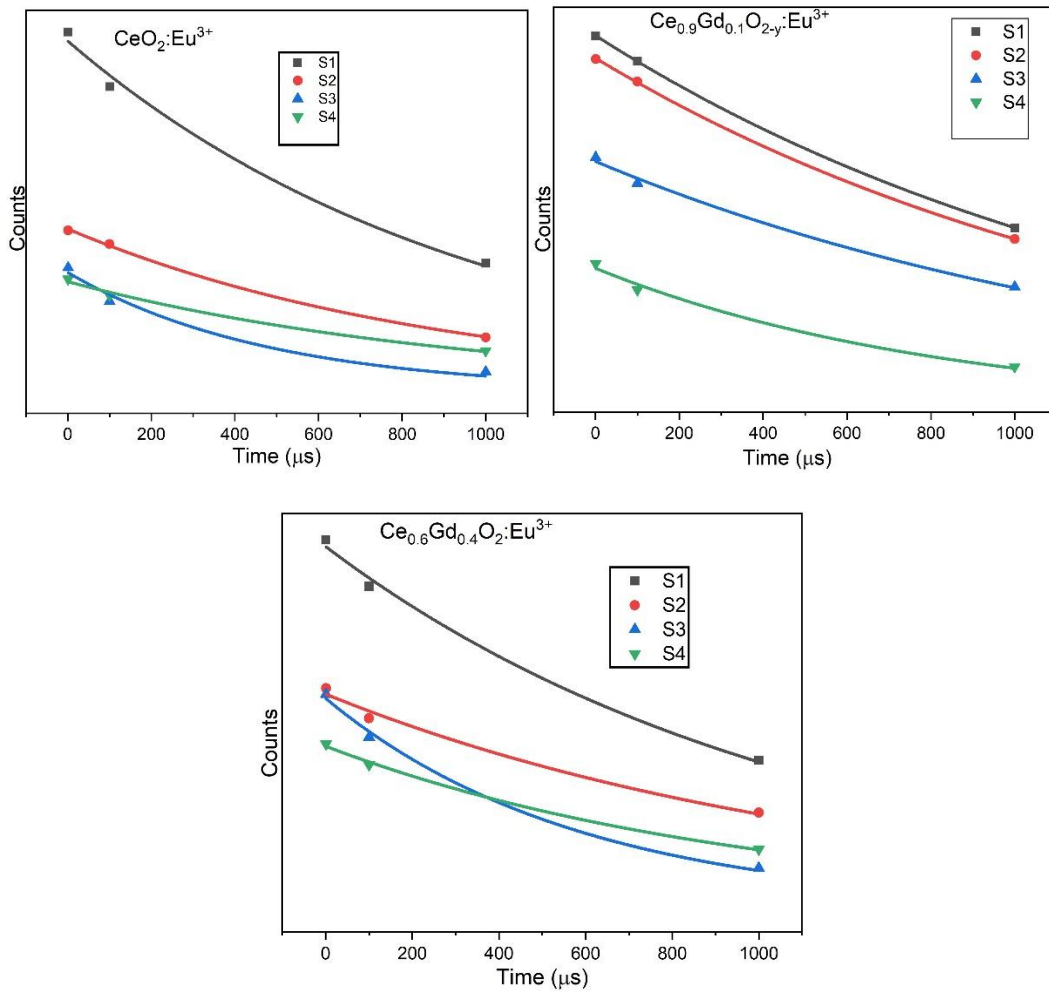 CeO₂:Eu³⁺
S1
S2
S3
S4
Counts
0 200 400 600 800 1000
Time (μs)
Ce₀.₉Gd₀.₁O₂₋ᵧ:Eu³⁺
S1
S2
S3
S4
Counts
0 200 400 600 800 1000
Time (μs)
Ce₀.₆Gd₀.₄O₂:Eu³⁺
S1
S2
S3
S4
Counts
0 200 400 600 800 1000
Time (μs)